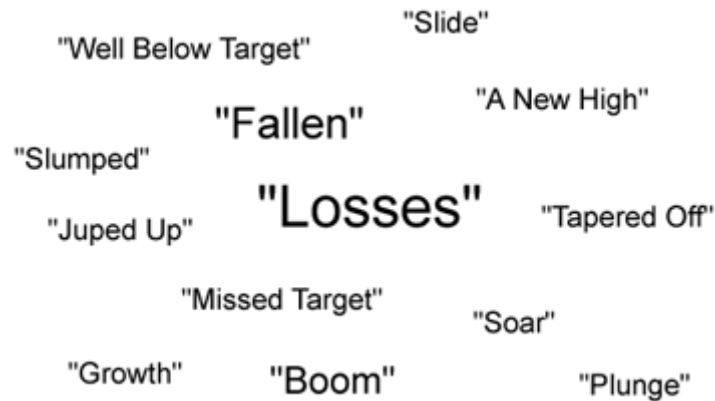 "Slide"
"Well Below Target"
"A New High"
"Fallen"
"Slumped"
"Losses"
"Tapered Off"
"Juped Up"
"Missed Target"
"Soar"
"Growth"
"Boom"
"Plunge"